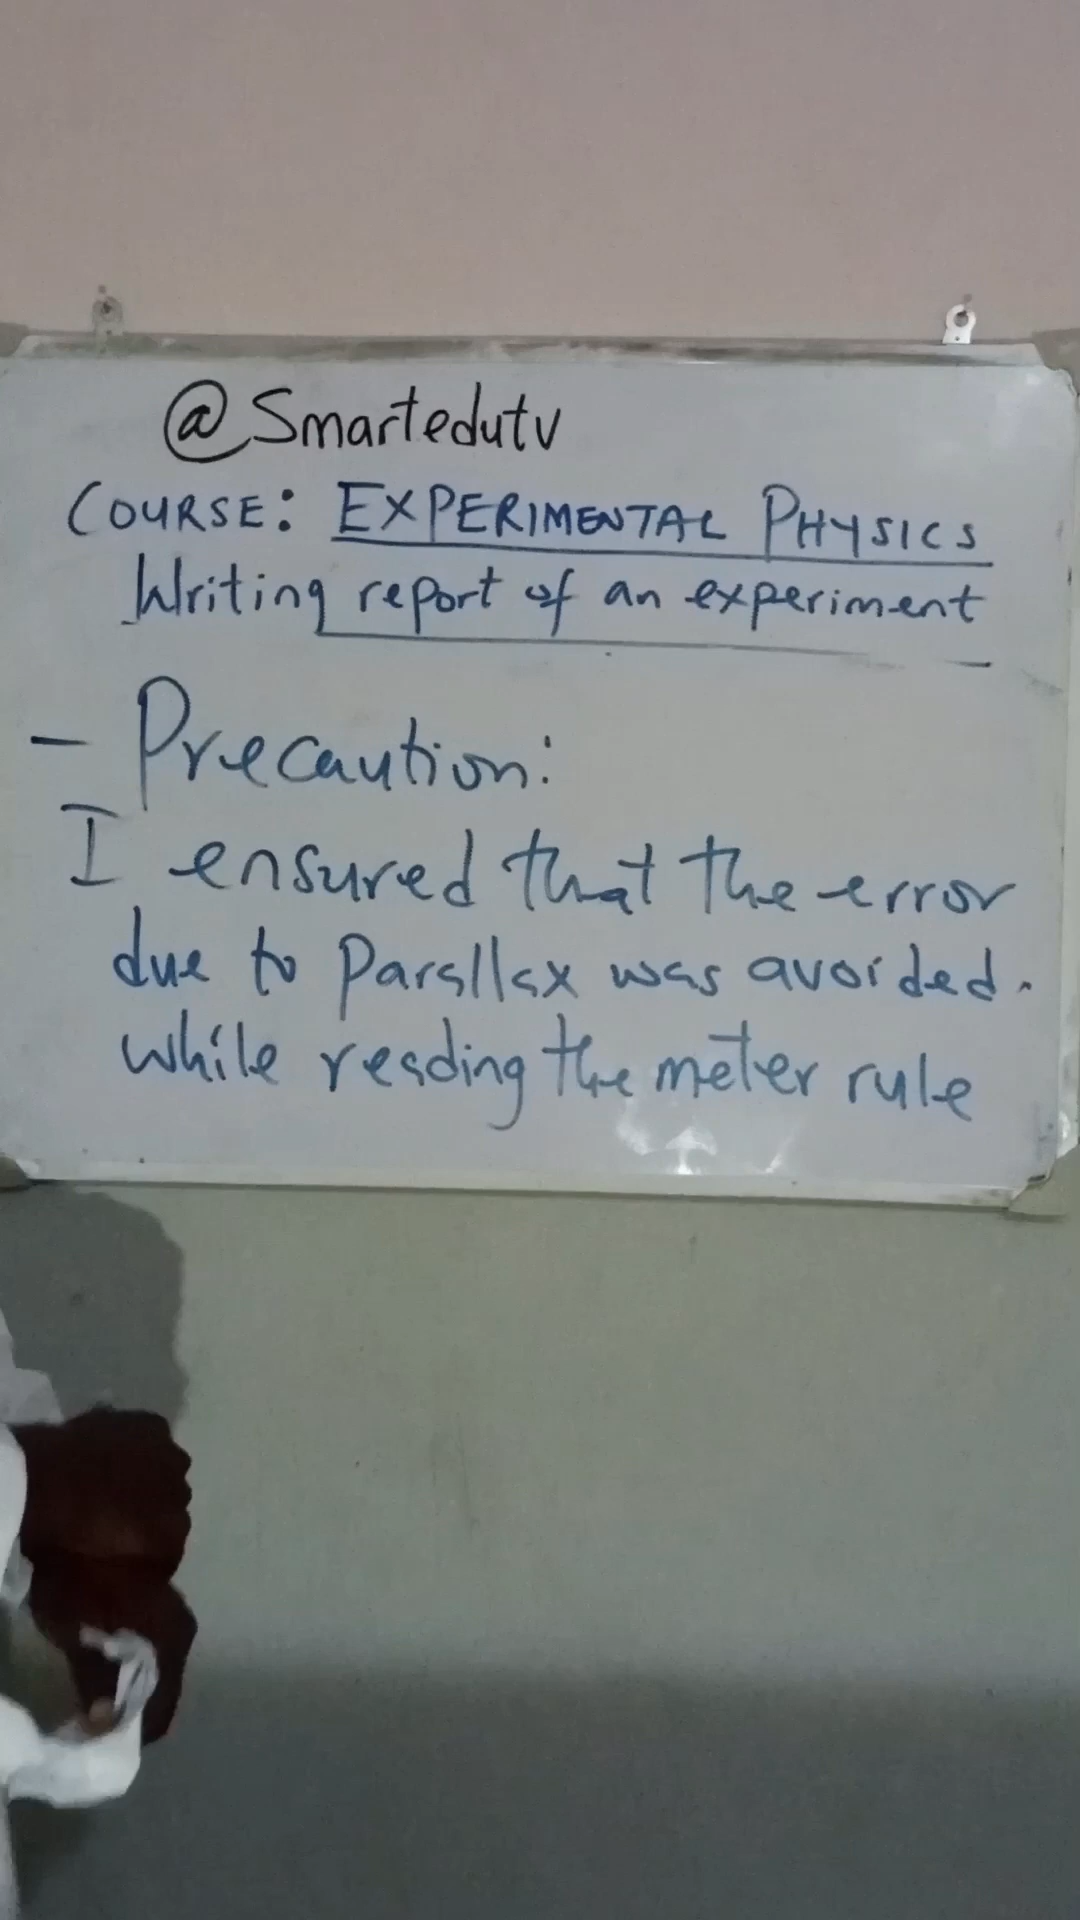 @Smartedutv
COURSE: EXPERIMENTAL PHYSICS
Writing report of an experiment
- Precaution:
I ensured that the error
due to parallax was avoided.
while reading the meter rule